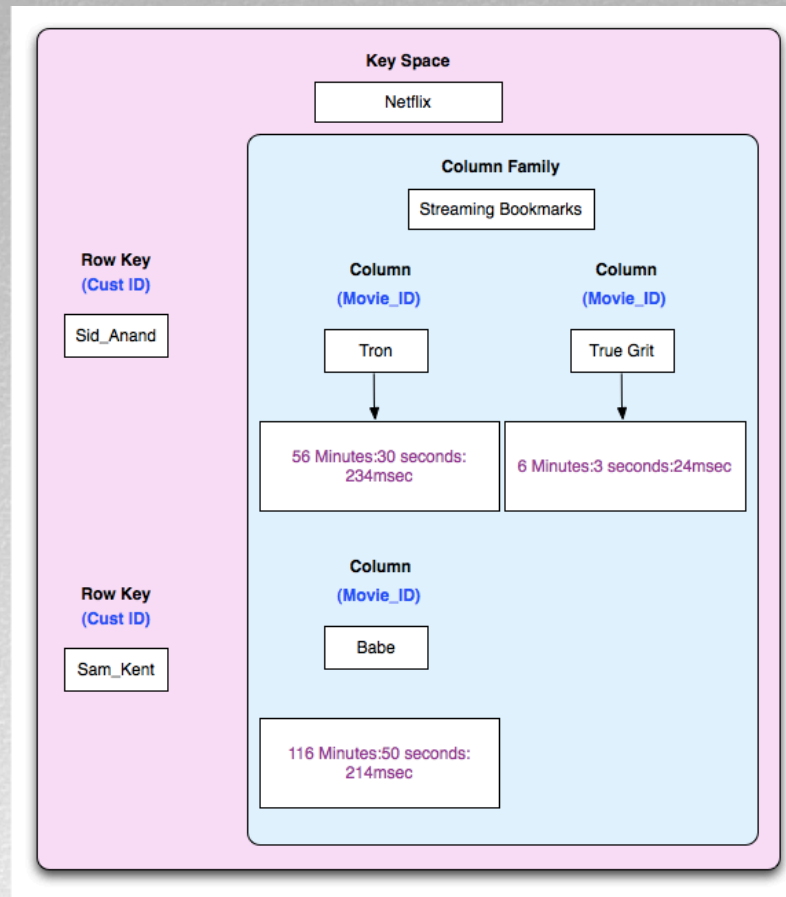 Key Space
Netflix
Column Family
Streaming Bookmarks
Row Key
(Cust ID)
Sid_Anand
Column
(Movie_ID)
Tron
Column
(Movie_ID)
True Grit
56 Minutes:30 seconds:
234msec
6 Minutes:3 seconds:24msec
Row Key
(Cust ID)
Sam_Kent
Column
(Movie_ID)
Babe
116 Minutes:50 seconds:
214msec